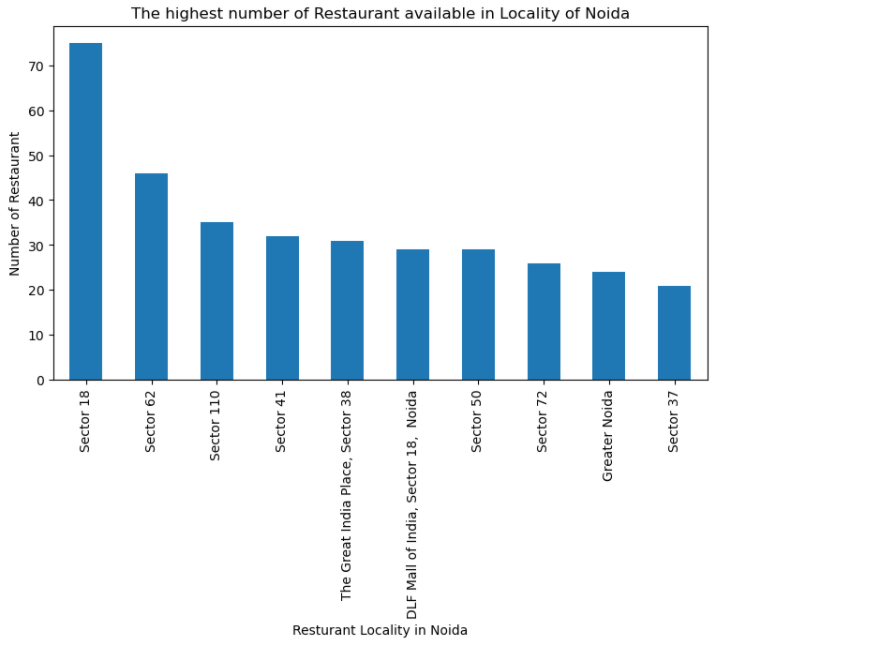 The highest number of Restaurant available in Locality of Noida
Number of Restaurant
70
60
50
40
30
20
10
0
Sector 18
Sector 62
Sector 110
Sector 41
The Great India Place, Sector 38
DLF Mall of India, Sector 18,  Noida
Sector 50
Sector 72
Greater Noida
Sector 37
Resturant Locality in Noida